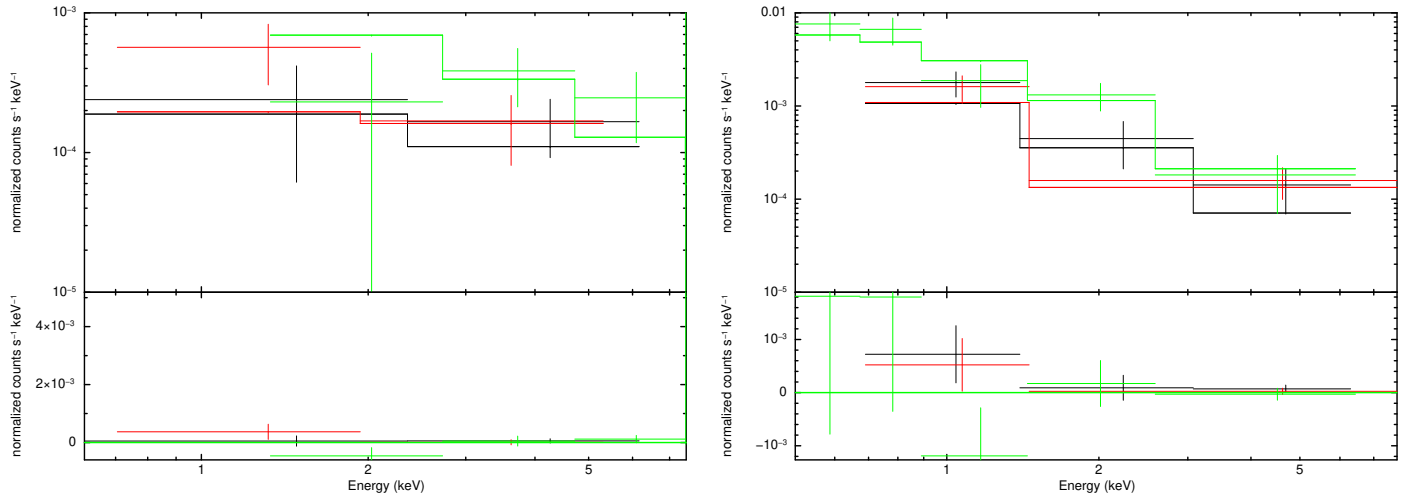 10⁻³
10⁻⁴
10⁻⁵
normalized counts s⁻¹ keV⁻¹
4×10⁻³
2×10⁻³
0
normalized counts s⁻¹ keV⁻¹
1 2 5
Energy (keV)
0.01
10⁻³
10⁻⁴
10⁻⁵
normalized counts s⁻¹ keV⁻¹
10⁻³
0
−10⁻³
normalized counts s⁻¹ keV⁻¹
1 2 5
Energy (keV)